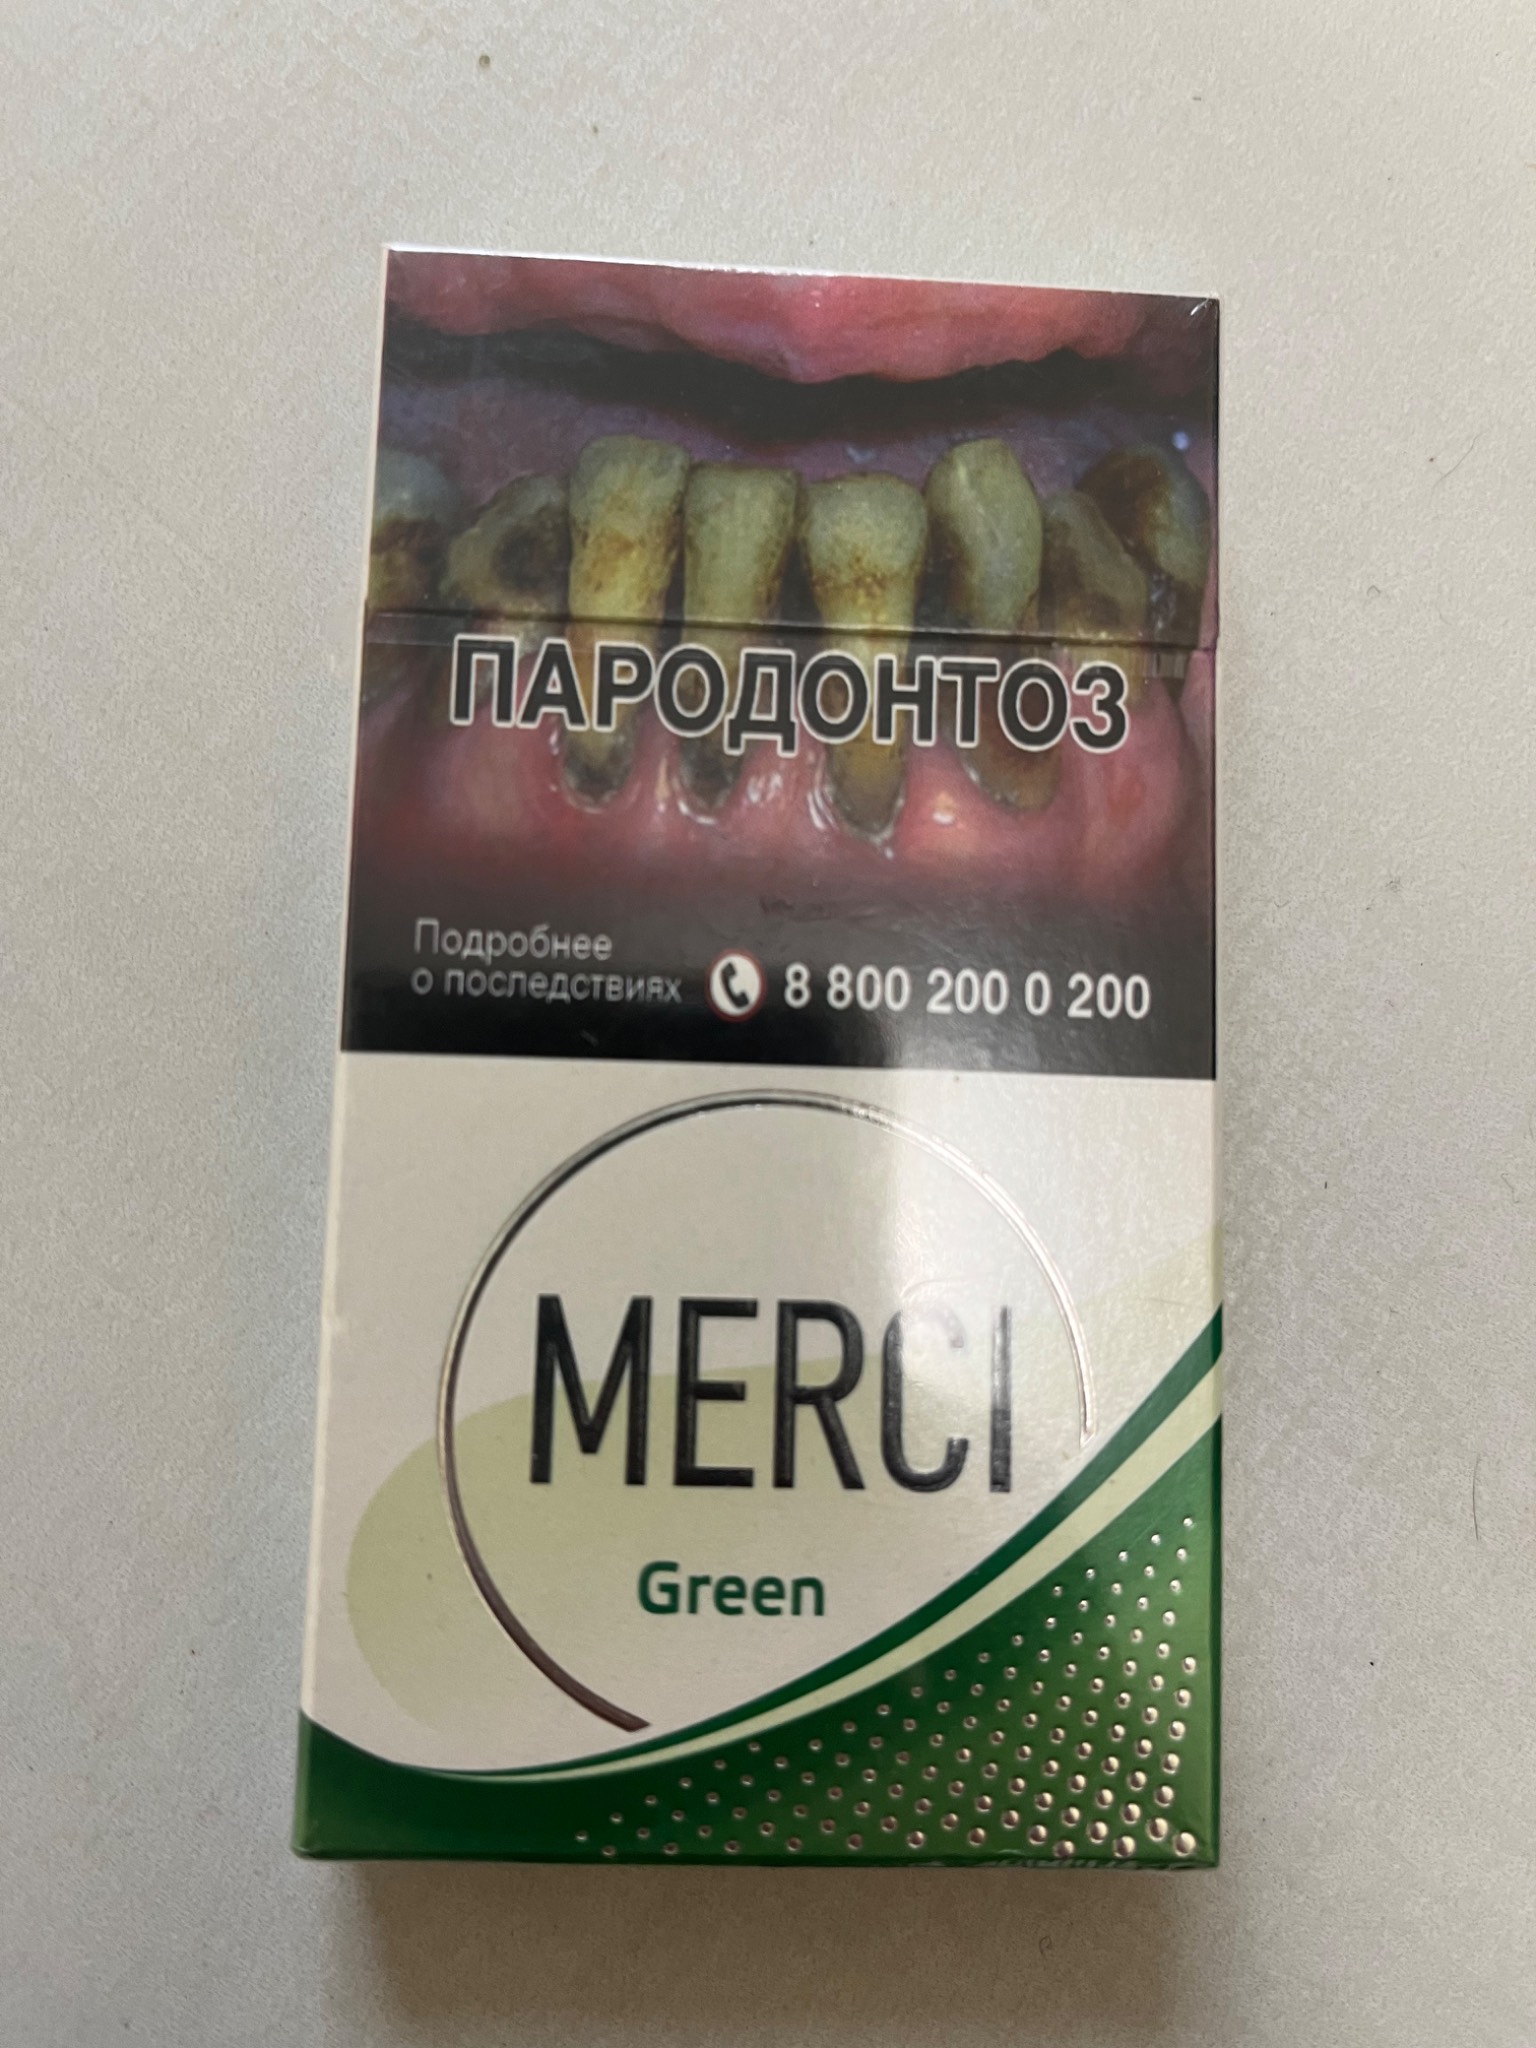 ПАРОДОНТОЗ
Подробнее
о последствиях 8 800 200 0 200
MERCI
Green